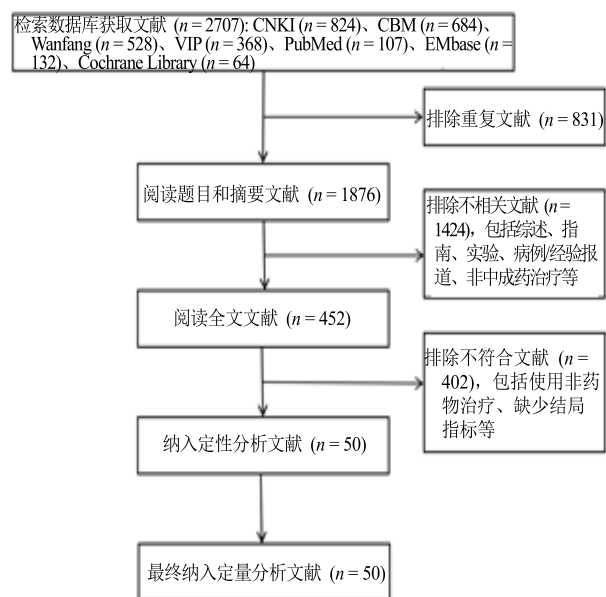 检索数据库获取文献 (n = 2707): CNKI (n = 824)、CBM (n = 684)、
Wanfang (n = 528)、VIP (n = 368)、PubMed (n = 107)、EMbase (n =
132)、Cochrane Library (n = 64)
排除重复文献 (n = 831)
阅读题目和摘要文献 (n = 1876)
排除不相关文献 (n =
1424)，包括综述、指
南、实验、病例/经验报
道、非中成药治疗等
阅读全文文献 (n = 452)
排除不符合文献 (n =
402)，包括使用非药
物治疗、缺少结局
指标等
纳入定性分析文献 (n = 50)
最终纳入定量分析文献 (n = 50)